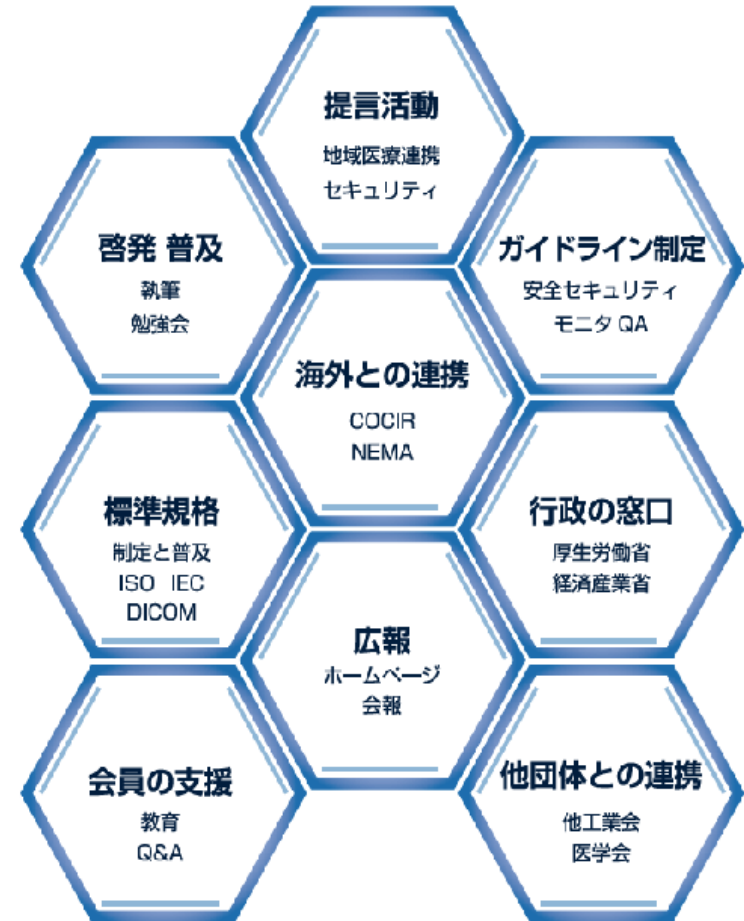 提言活動
地域医療連携
セキュリティ
啓発 普及
執筆
勉強会
ガイドライン制定
安全セキュリティ
モニタ QA
海外との連携
COCIR
NEMA
標準規格
制定と普及
ISO IEC
DICOM
行政の窓口
厚生労働省
経済産業省
広報
ホームページ
会報
会員の支援
教育
Q&A
他団体との連携
他工業会
医学会